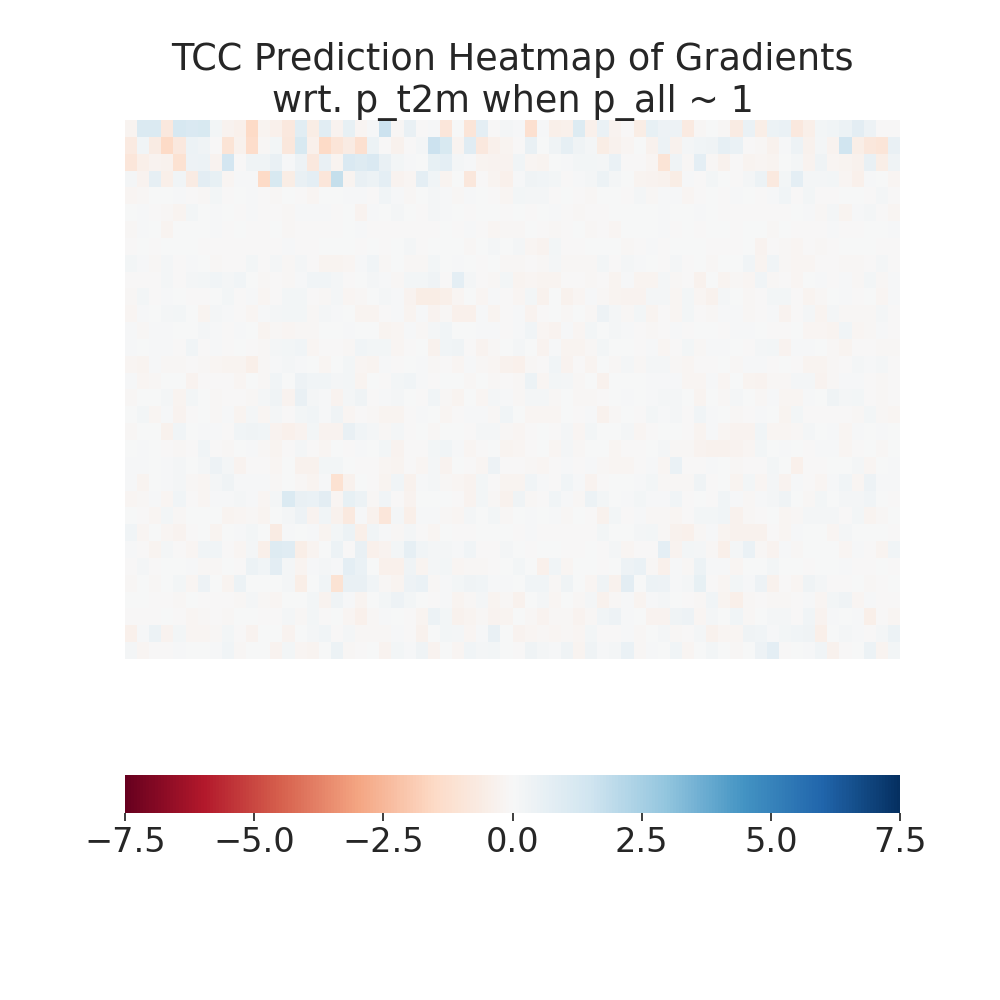 TCC Prediction Heatmap of Gradients
wrt. p_t2m when p_all ~ 1
−7.5 −5.0 −2.5 0.0 2.5 5.0 7.5